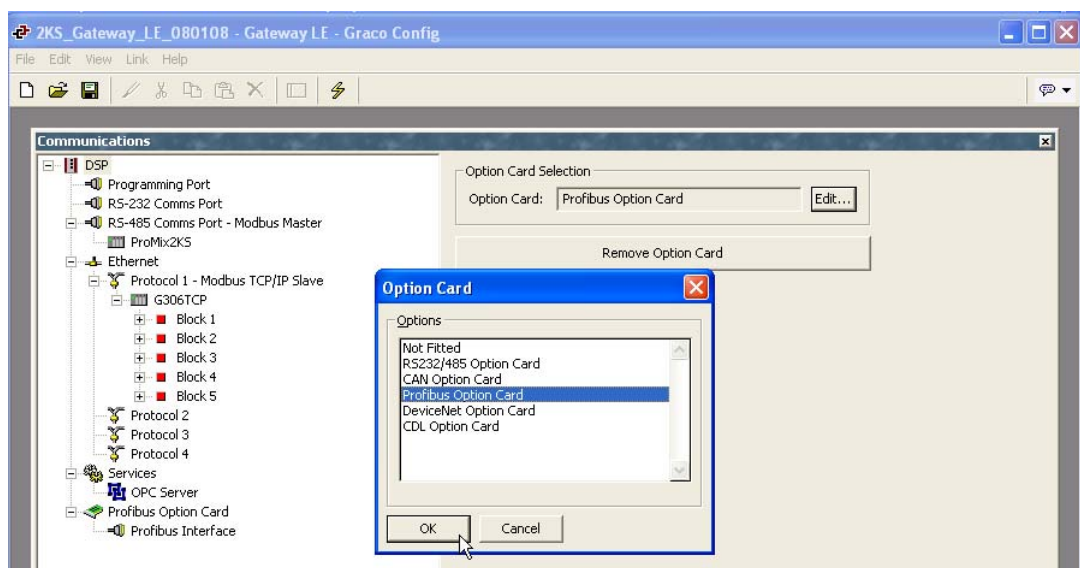 2KS_Gateway_LE_080108 - Gateway LE - Graco Config
File Edit View Link Help
Communications
DSP
Programming Port
RS-232 Comms Port
RS-485 Comms Port - Modbus Master
ProMix2KS
Ethernet
Protocol 1 - Modbus TCP/IP Slave
G306TCP
Block 1
Block 2
Block 3
Block 4
Block 5
Protocol 2
Protocol 3
Protocol 4
Services
OPC Server
Profibus Option Card
Profibus Interface
Option Card Selection
Option Card: Profibus Option Card Edit...
Remove Option Card
Option Card
Options
Not Fitted
RS232/485 Option Card
CAN Option Card
Profibus Option Card
DeviceNet Option Card
CDL Option Card
OK Cancel